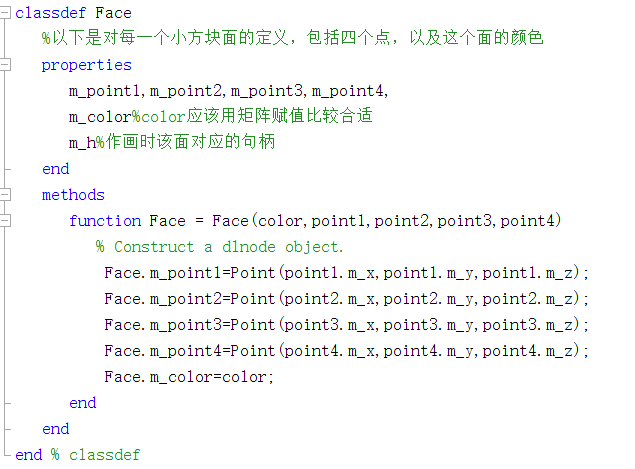 classdef Face
%以下是对每一个小方块面的定义，包括四个点，以及这个面的颜色
properties
m_point1,m_point2,m_point3,m_point4,
m_color%color应该用矩阵赋值比较合适
m_h%作画时该面对应的句柄
end
methods
function Face = Face(color,point1,point2,point3,point4)
% Construct a dlnode object.
Face.m_point1=Point(point1.m_x,point1.m_y,point1.m_z);
Face.m_point2=Point(point2.m_x,point2.m_y,point2.m_z);
Face.m_point3=Point(point3.m_x,point3.m_y,point3.m_z);
Face.m_point4=Point(point4.m_x,point4.m_y,point4.m_z);
Face.m_color=color;
end
end
end % classdef